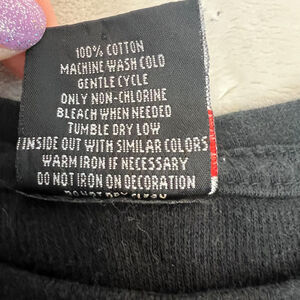 100% COTTON
MACHINE WASH COLD
GENTLE CYCLE
ONLY NON-CHLORINE
BLEACH WHEN NEEDED
TUMBLE DRY LOW
INSIDE OUT WITH SIMILAR COLORS
WARM IRON IF NECESSARY
DO NOT IRON ON DECORATION